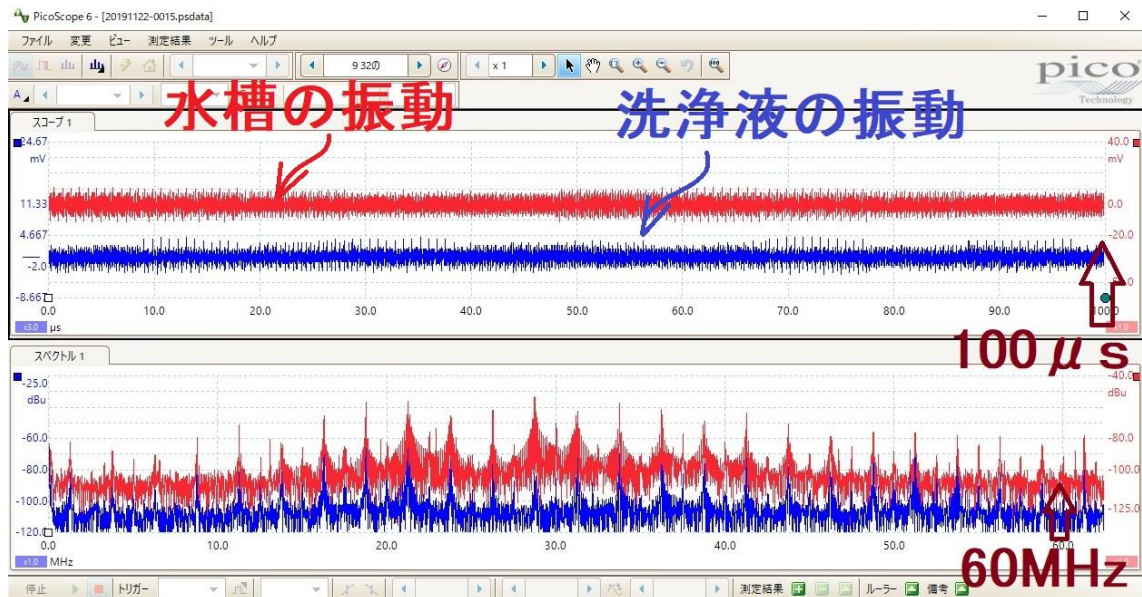 PicoScope 6 - [20191122-0015.psdata]
ファイル 変更 ビュー 測定結果 ツール ヘルプ
9 32の
x 1
pico
Technology
A
水槽の振動
洗浄液の振動
スコープ 1
24.67
mV
11.33
4.667
-2.0
-8.667
40.0
mV
0.0
-20.0
0.0 10.0 20.0 30.0 40.0 50.0 60.0 70.0 80.0 90.0
x3.0 µs
100μs
スペクトル 1
-25.0
dBu
-60.0
-80.0
-100.0
-120.0
-40.0
dBu
-80.0
-100.0
-125.0
0.0 10.0 20.0 30.0 40.0 50.0 60.0
x1.0 MHz
60MHz
停止 トリガー 測定結果 ルーラー 備考